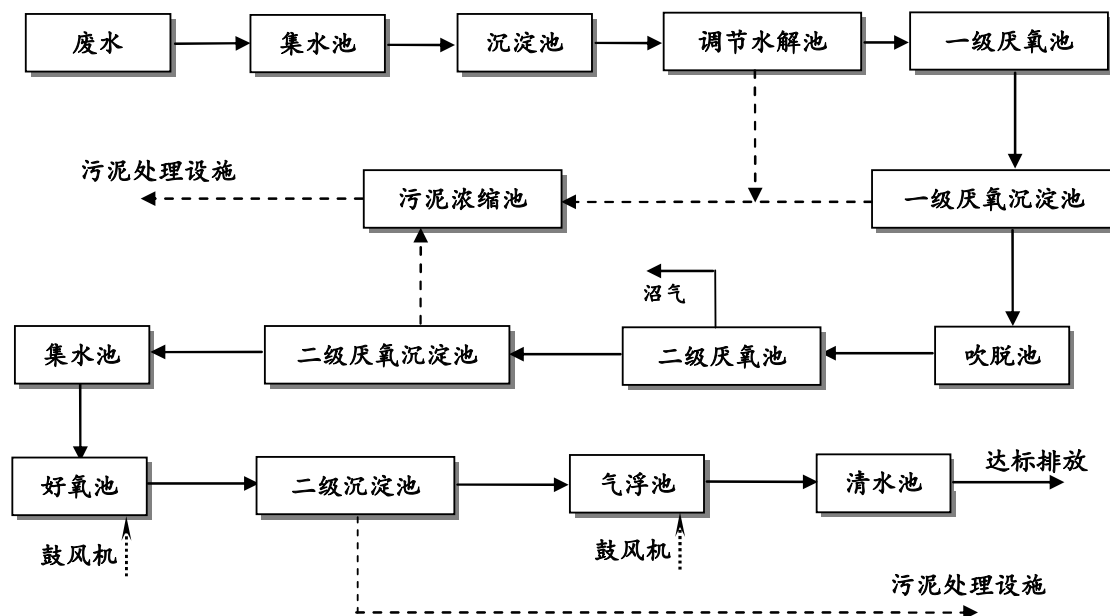 废水
集水池
沉淀池
调节水解池
一级厌氧池
污泥处理设施
污泥浓缩池
一级厌氧沉淀池
沼气
集水池
二级厌氧沉淀池
二级厌氧池
吹脱池
好氧池
二级沉淀池
气浮池
清水池
达标排放
鼓风机
鼓风机
污泥处理设施